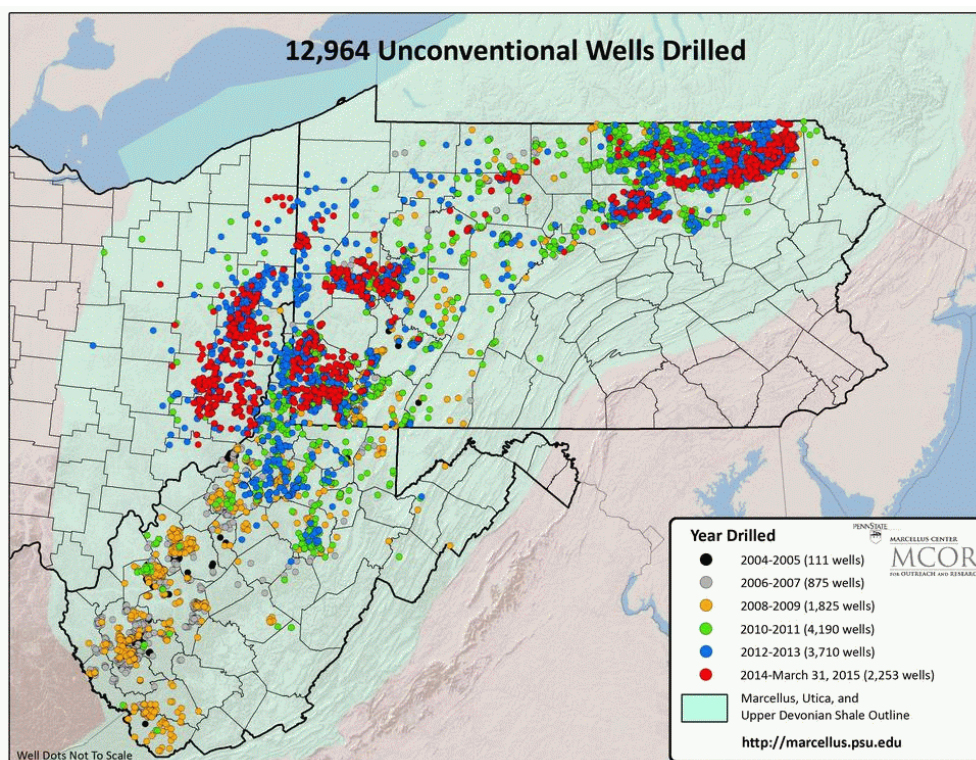 12,964 Unconventional Wells Drilled
Year Drilled
PENNSTATE
MARCELLUS CENTER
MCOR
FOR OUTREACH AND RESEARCH
2004-2005 (111 wells)
2006-2007 (875 wells)
2008-2009 (1,825 wells)
2010-2011 (4,190 wells)
2012-2013 (3,710 wells)
2014-March 31, 2015 (2,253 wells)
Marcellus, Utica, and
Upper Devonian Shale Outline
http://marcellus.psu.edu
Well Dots Not To Scale